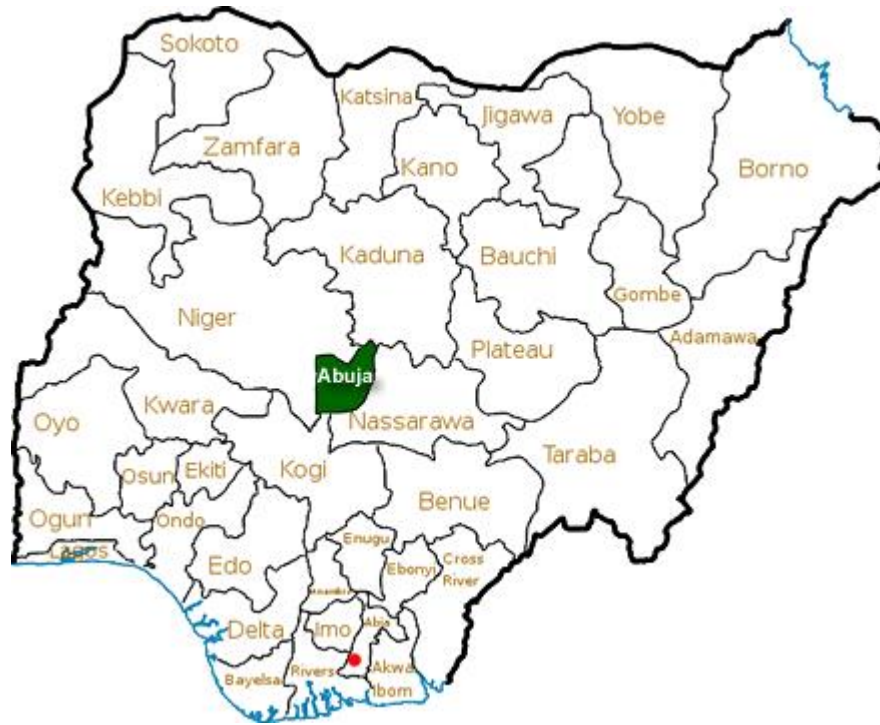 Sokoto
Katsina
Jigawa
Yobe
Zamfara
Kano
Borno
Kebbi
Kaduna
Bauchi
Gombe
Niger
Adamawa
Plateau
Abuja
Kwara
Nassarawa
Oyo
Taraba
Kogi
Osun
Ekiti
Benue
Ogun
Ondo
Enugu
Lagos
Edo
Ebonyi
Cross
River
Delta
Imo
Abia
Rivers
Akwa
Ibom
Bayelsa